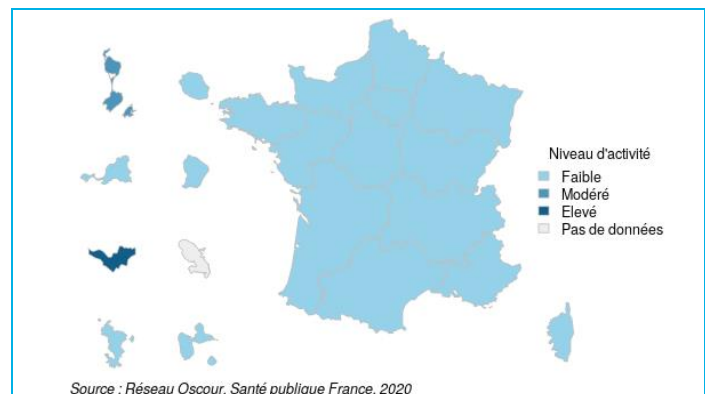 Niveau d'activité
Faible
Modéré
Elevé
Pas de données
Source : Réseau Oscour, Santé publique France, 2020